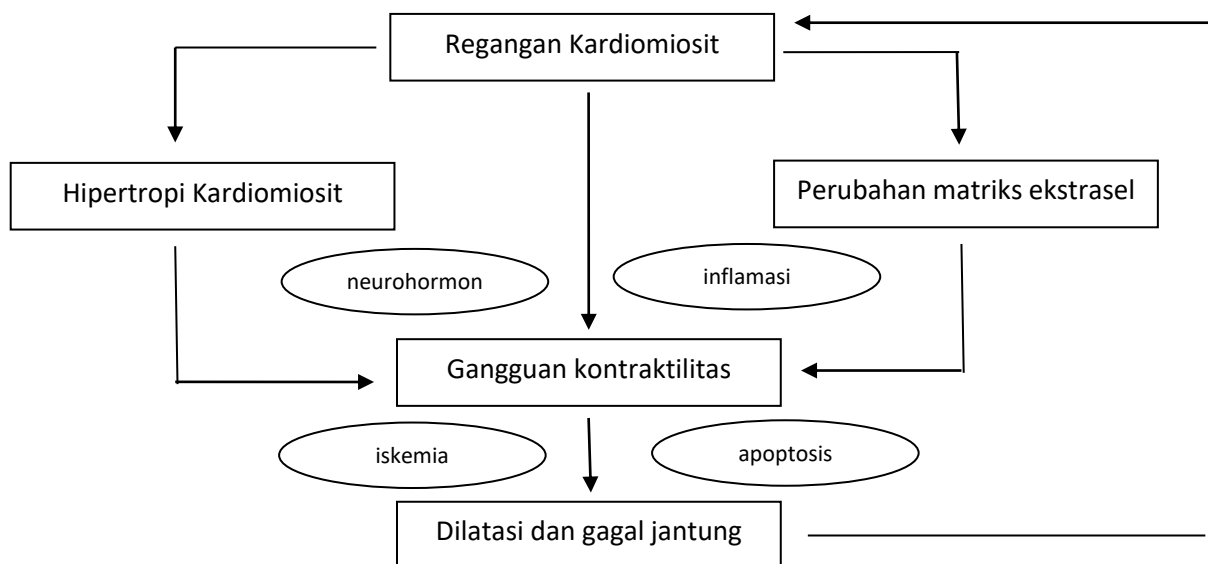 Regangan Kardiomiosit
Hipertropi Kardiomiosit
Perubahan matriks ekstrasel
neurohormon
inflamasi
Gangguan kontraktilitas
iskemia
apoptosis
Dilatasi dan gagal jantung